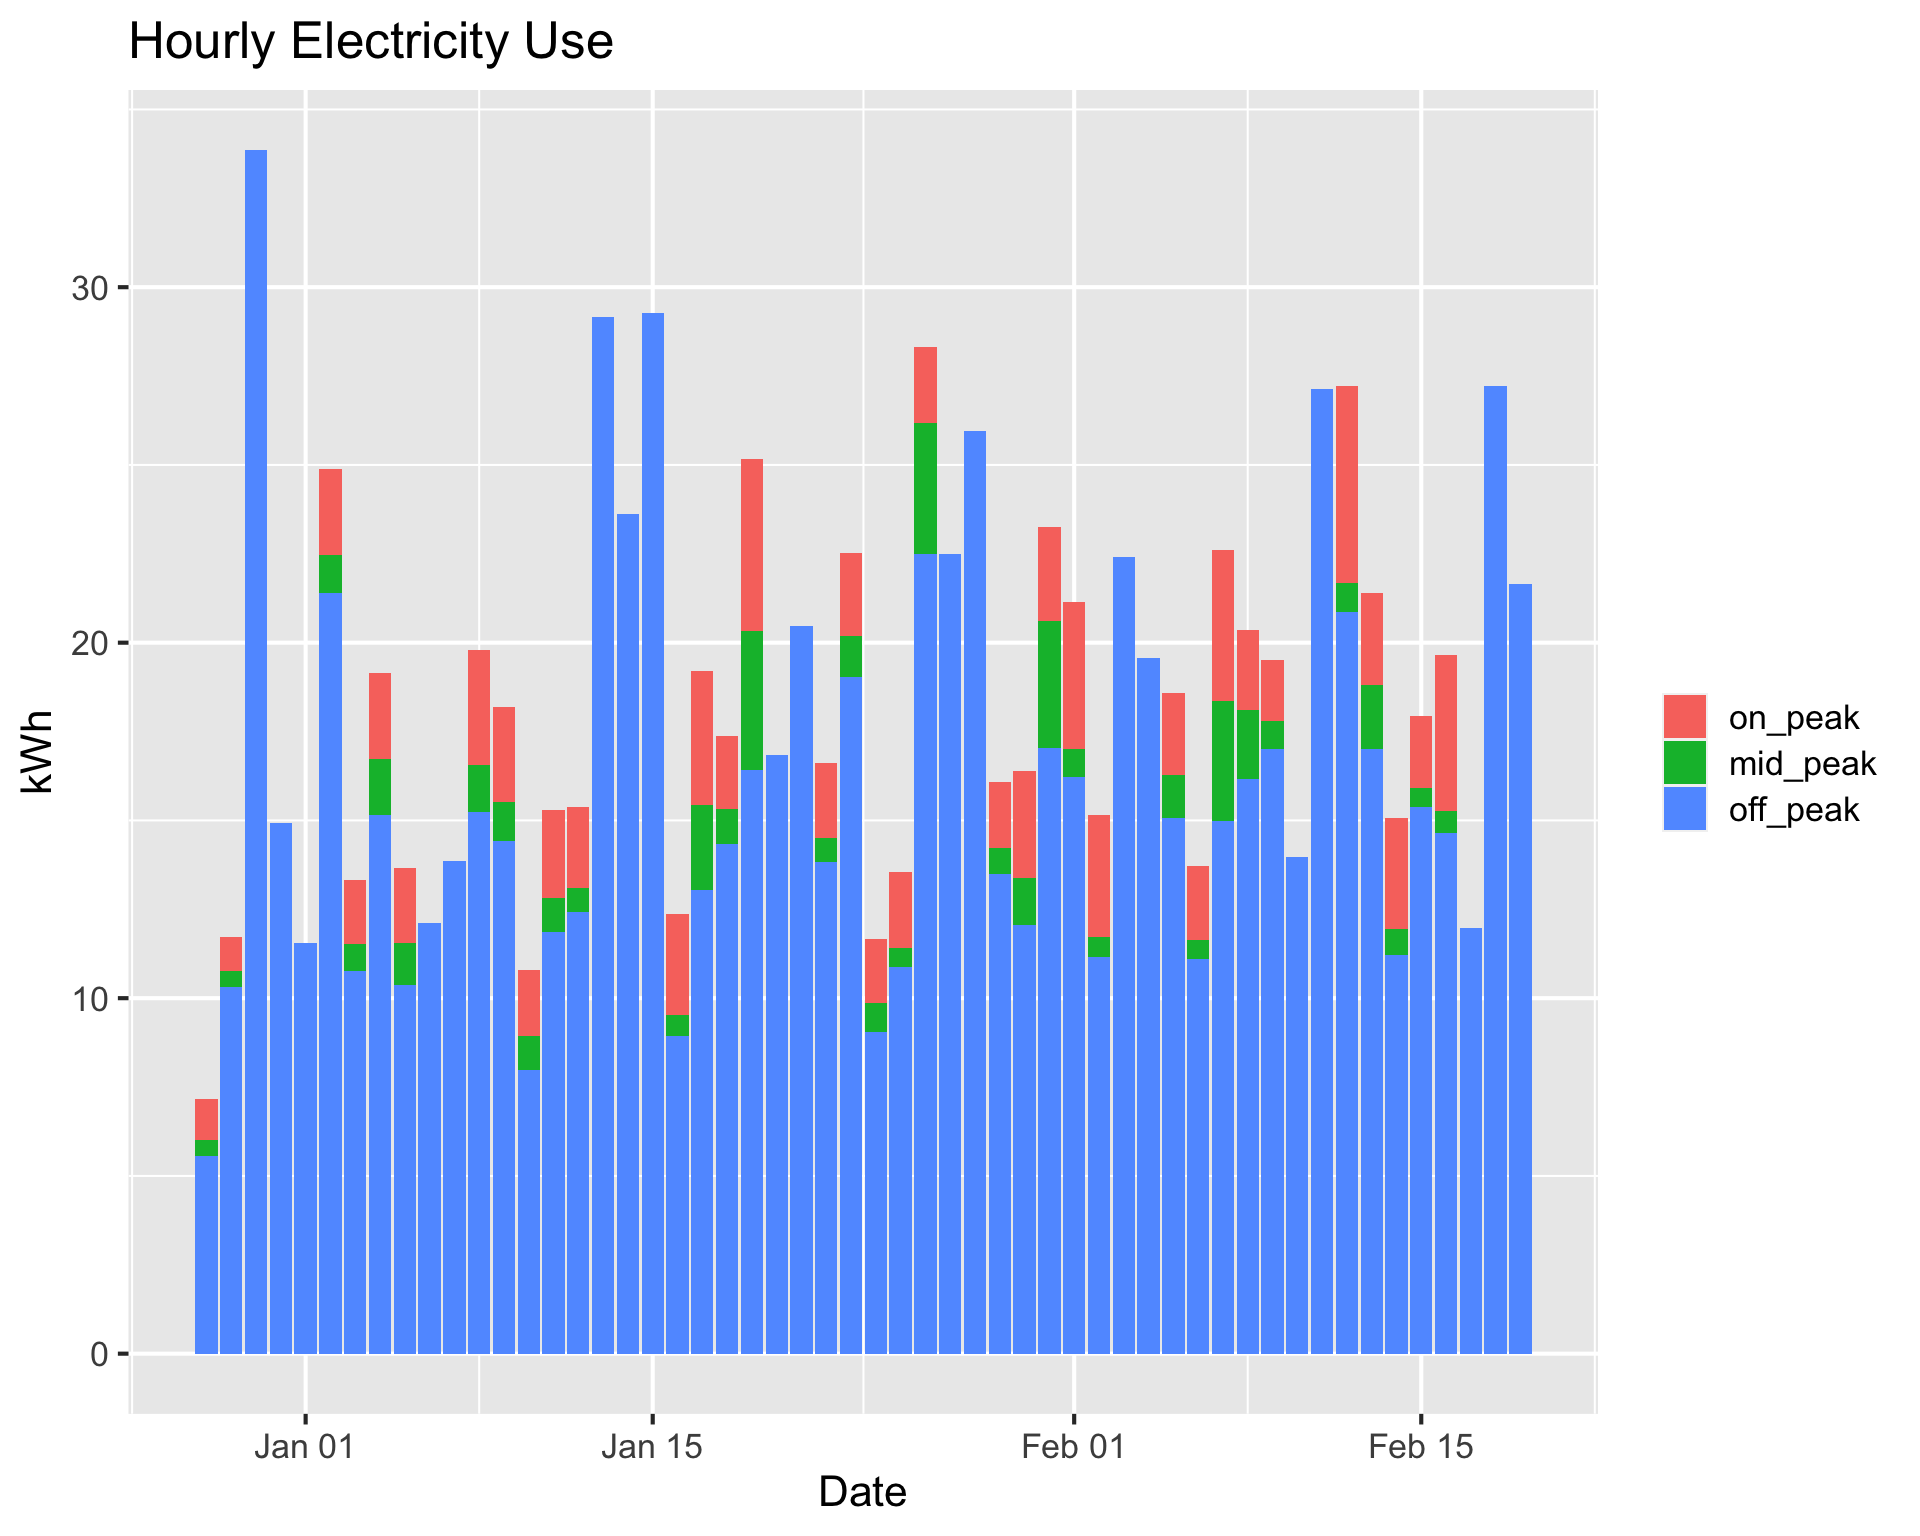 Hourly Electricity Use
kWh
30
20
10
0
Jan 01
Jan 15
Feb 01
Feb 15
Date
on_peak
mid_peak
off_peak